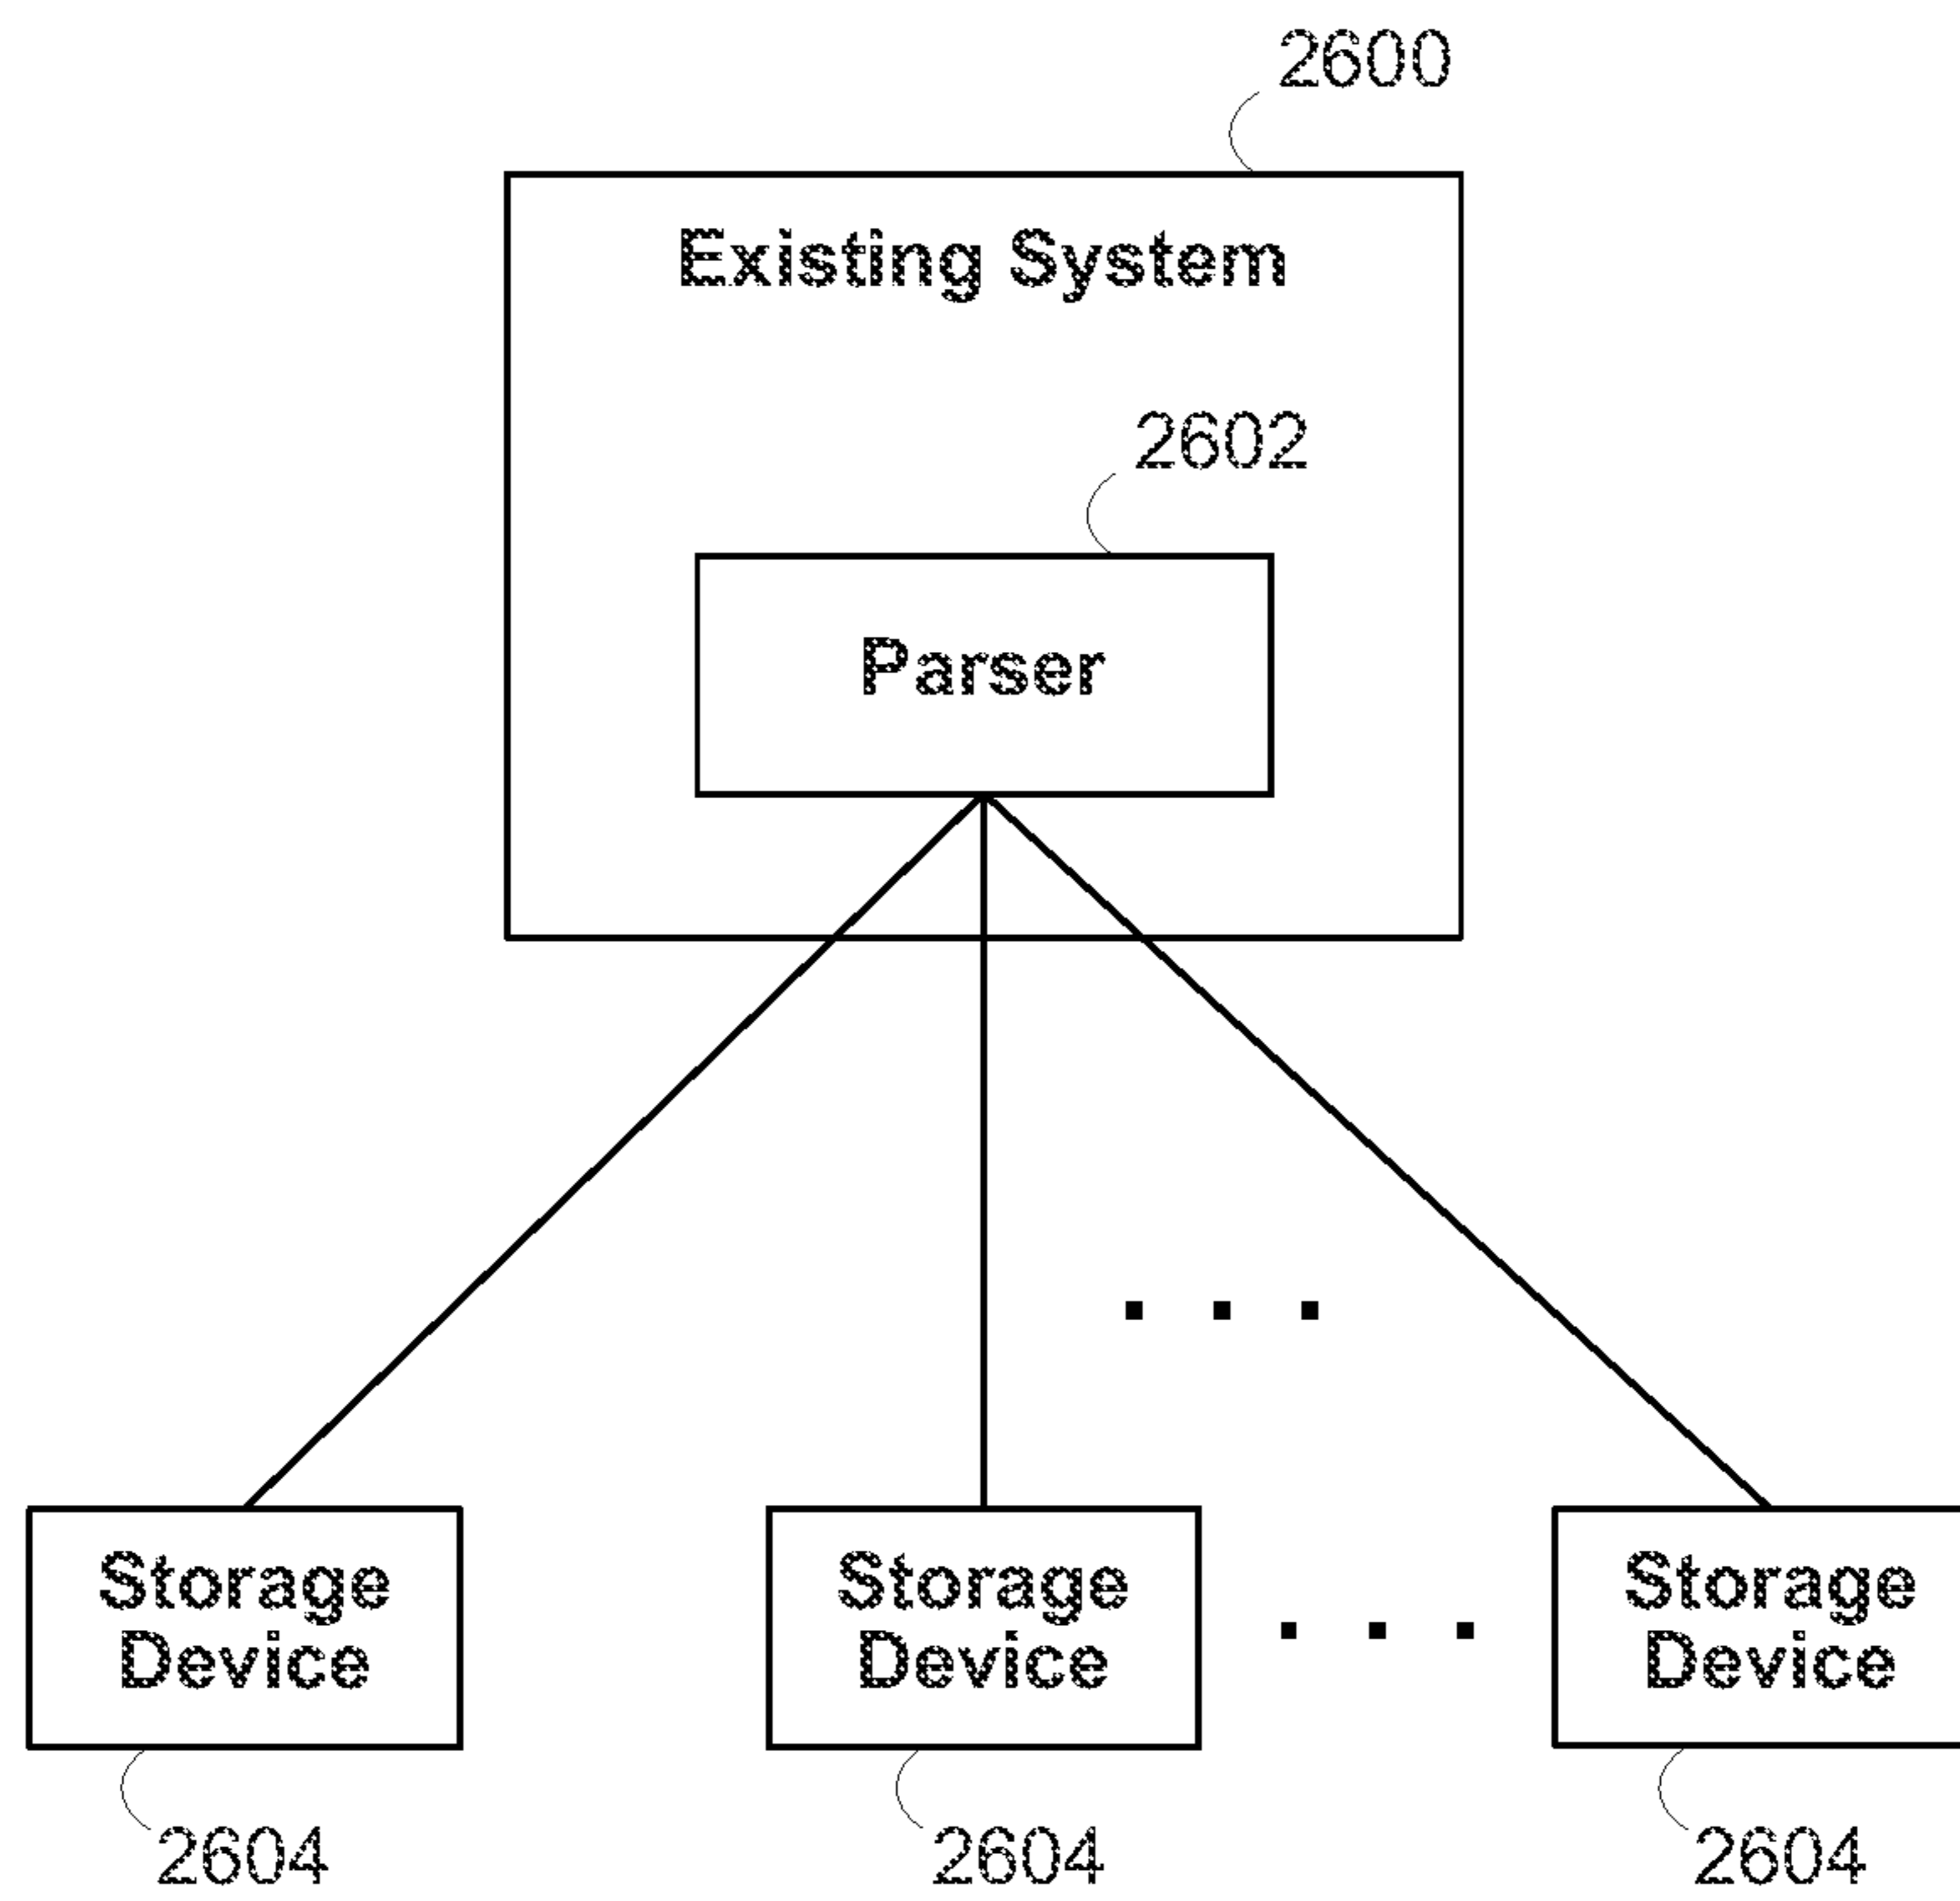 2600
Existing System
2602
Parser
. . .
Storage
Device
Storage
Device
. . .
Storage
Device
2604
2604
2604